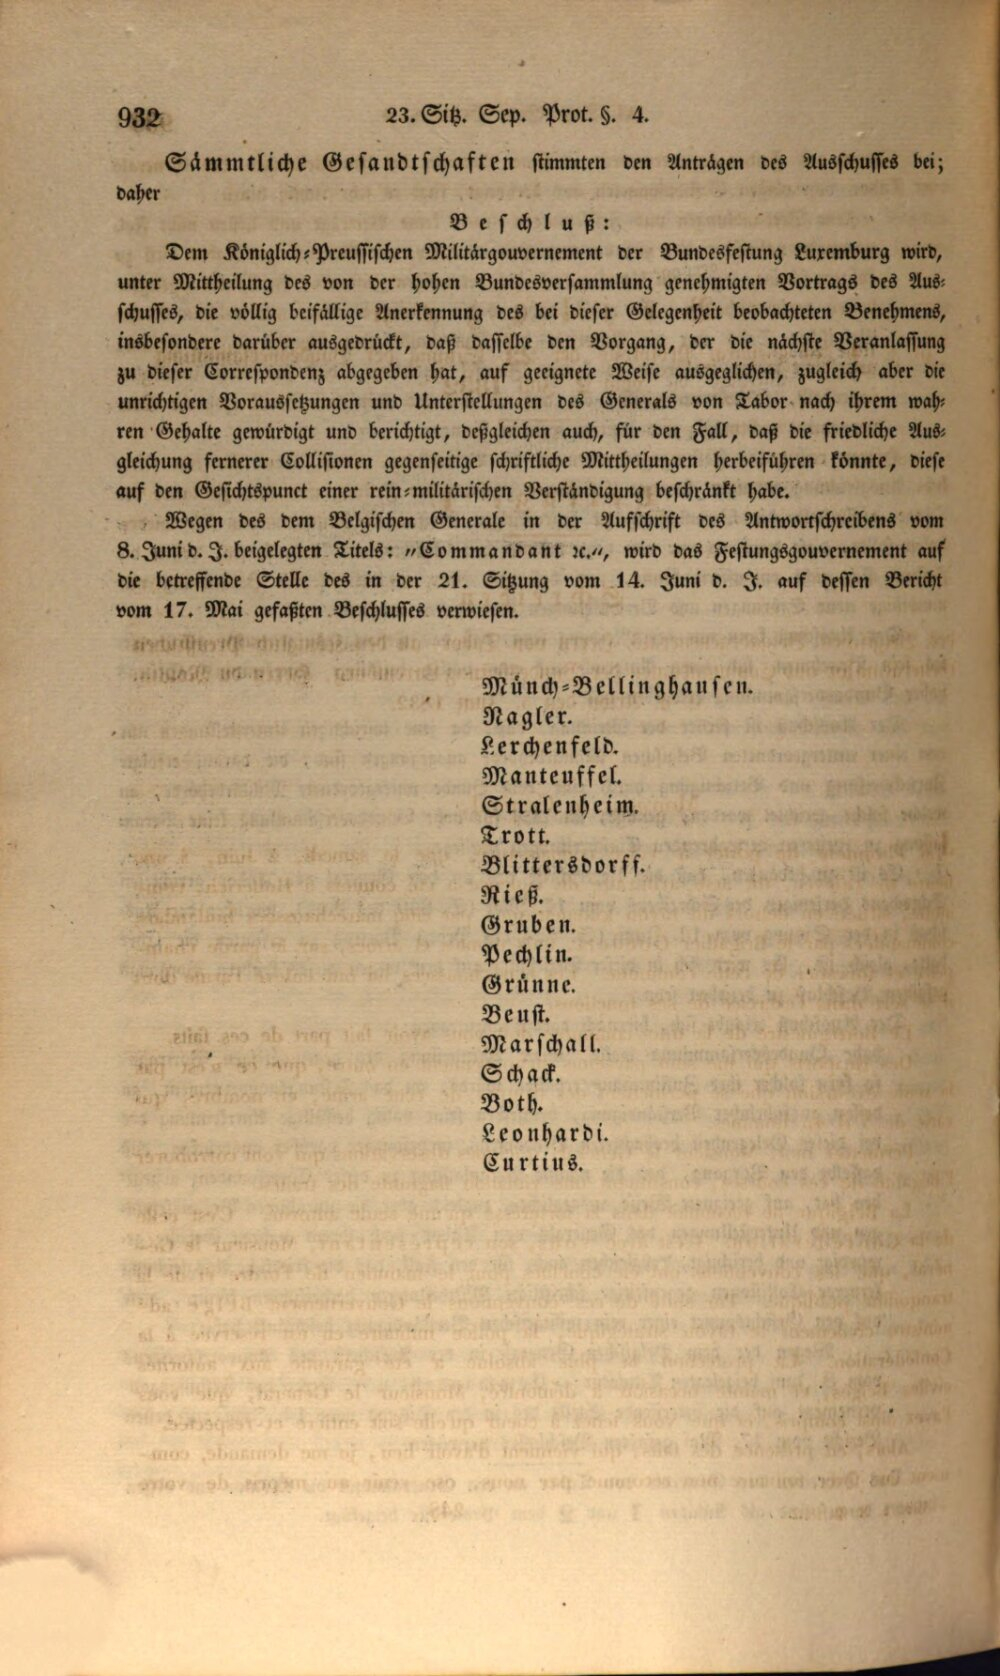 932
23. Sitz. Sep. Prot. §. 4.
Sämmtliche Gesandtschaften stimmten den Anträgen des Ausschusses bei;
daher
Beschluß:
Dem Königlich-Preussischen Militärgouvernement der Bundesfestung Luxemburg wird,
unter Mittheilung des von der hohen Bundesversammlung genehmigten Vortrags des Aus-
schusses, die völlig beifällige Anerkennung des bei dieser Gelegenheit beobachteten Benehmens,
insbesondere darüber ausgedrückt, daß dasselbe den Vorgang, der die nächste Veranlassung
zu dieser Correspondenz abgegeben hat, auf geeignete Weise ausgeglichen, zugleich aber die
unrichtigen Voraussetzungen und Unterstellungen des Generals von Tabor nach ihrem wah-
ren Gehalte gewürdigt und berichtigt, deßgleichen auch, für den Fall, daß die friedliche Aus-
gleichung fernerer Collisionen gegenseitige schriftliche Mittheilungen herbeiführen könnte, diese
auf den Gesichtspunct einer rein-militärischen Verständigung beschränkt habe.
Wegen des dem Belgischen Generale in der Aufschrift des Antwortschreibens vom
8. Juni d. J. beigelegten Titels: „Commandant ꝛc.“, wird das Festungsgouvernement auf
die betreffende Stelle des in der 21. Sitzung vom 14. Juni d. J. auf dessen Bericht
vom 17. Mai gefaßten Beschlusses verwiesen.
Münch-Bellinghausen.
Nagler.
Lerchenfeld.
Manteuffel.
Stralenheim.
Trott.
Blittersdorff.
Rieß.
Gruben.
Pechlin.
Grünne.
Beust.
Marschall.
Schack.
Both.
Leonhardi.
Curtius.